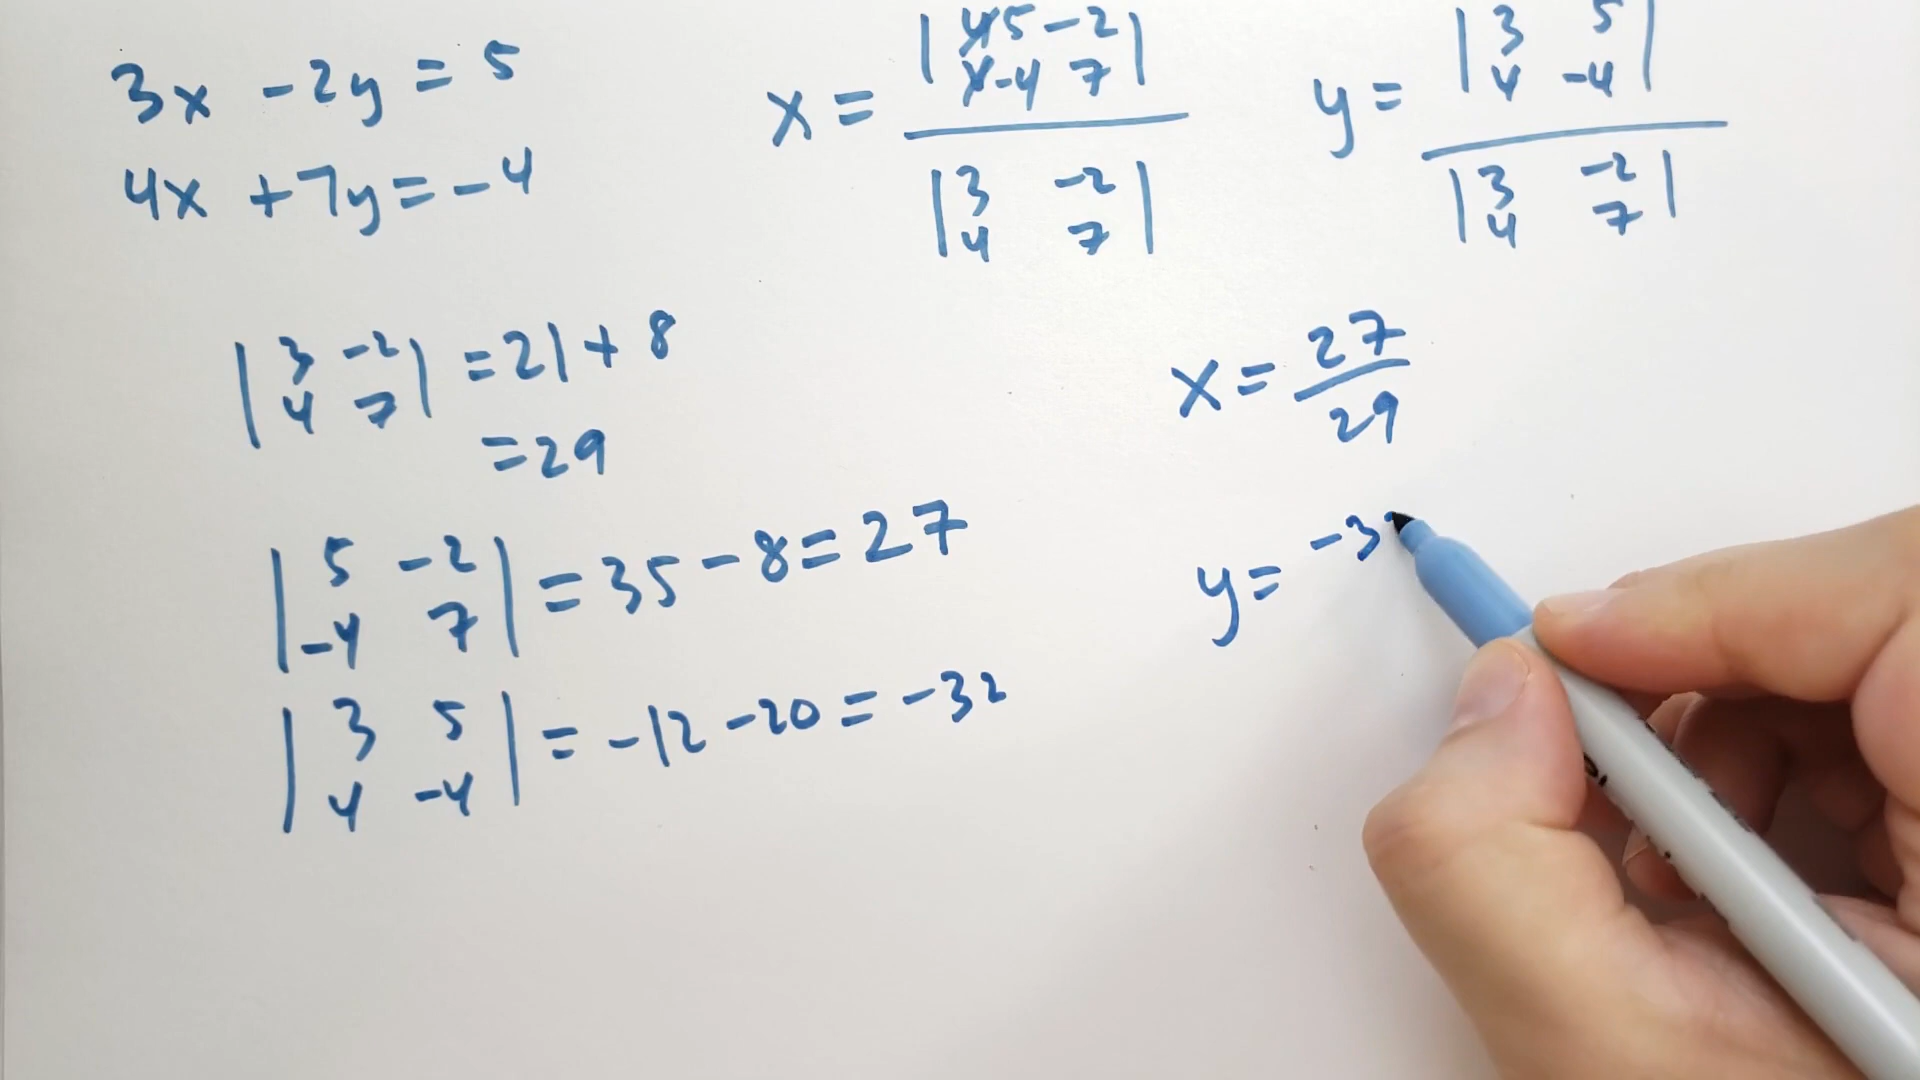 3x - 2y = 5
4x + 7y = -4
x = | 5 -2 |
| -4 7 |
| 3 -2 |
| 4 7 |
y = | 3 5 |
| 4 -4 |
| 3 -2 |
| 4 7 |
| 3 -2 | = 21 + 8
| 4 7 |
= 29
| 5 -2 | = 35 - 8 = 27
| -4 7 |
| 3 5 | = -12 - 20 = -32
| 4 -4 |
x = 27
29
y = -3